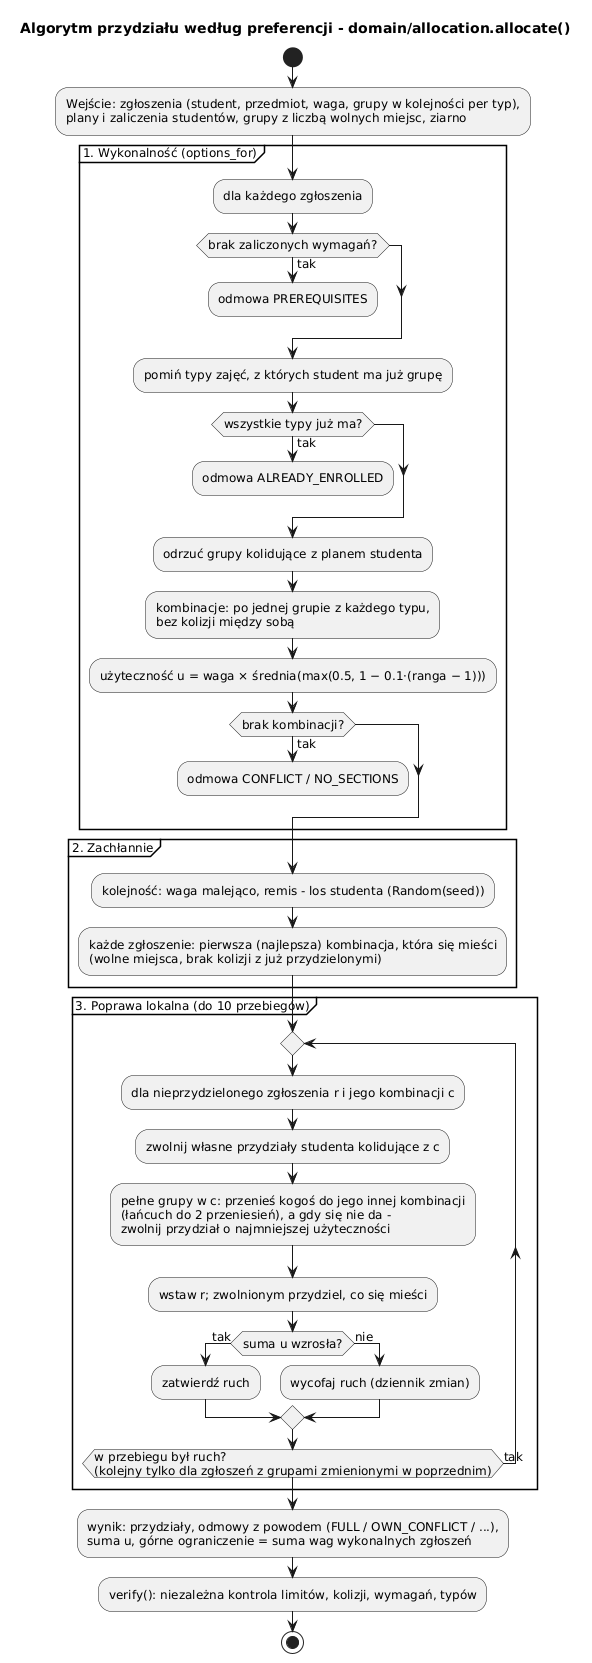 Algorytm przydziału według preferencji - domain/allocation.allocate()
Wejście: zgłoszenia (student, przedmiot, waga, grupy w kolejności per typ),
plany i zaliczenia studentów, grupy z liczbą wolnych miejsc, ziarno
1. Wykonalność (options_for)
dla każdego zgłoszenia
brak zaliczonych wymagań?
tak
odmowa PREREQUISITES
pomiń typy zajęć, z których student ma już grupę
wszystkie typy już ma?
tak
odmowa ALREADY_ENROLLED
odrzuć grupy kolidujące z planem studenta
kombinacje: po jednej grupie z każdego typu,
bez kolizji między sobą
użyteczność u = waga × średnia(max(0.5, 1 − 0.1·(ranga − 1)))
brak kombinacji?
tak
odmowa CONFLICT / NO_SECTIONS
2. Zachłannie
kolejność: waga malejąco, remis - los studenta (Random(seed))
każde zgłoszenie: pierwsza (najlepsza) kombinacja, która się mieści
(wolne miejsca, brak kolizji z już przydzielonymi)
3. Poprawa lokalna (do 10 przebiegów)
dla nieprzydzielonego zgłoszenia r i jego kombinacji c
zwolnij własne przydziały studenta kolidujące z c
pełne grupy w c: przenieś kogoś do jego innej kombinacji
(łańcuch do 2 przeniesień), a gdy się nie da -
zwolnij przydział o najmniejszej użyteczności
wstaw r; zwolnionym przydziel, co się mieści
tak
suma u wzrosła?
nie
zatwierdź ruch
wycofaj ruch (dziennik zmian)
w przebiegu był ruch?
tak
(kolejny tylko dla zgłoszeń z grupami zmienionymi w poprzednim)
wynik: przydziały, odmowy z powodem (FULL / OWN_CONFLICT / ...),
suma u, górne ograniczenie = suma wag wykonalnych zgłoszeń
verify(): niezależna kontrola limitów, kolizji, wymagań, typów